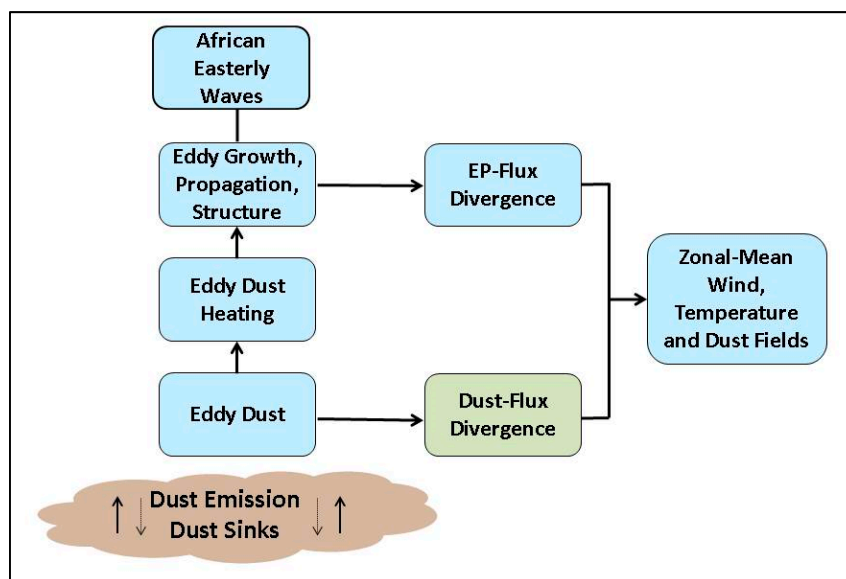 African
Easterly
Waves
Eddy Growth,
Propagation,
Structure
EP-Flux
Divergence
Zonal-Mean
Wind,
Temperature
and Dust Fields
Eddy Dust
Heating
Eddy Dust
Dust-Flux
Divergence
Dust Emission
Dust Sinks